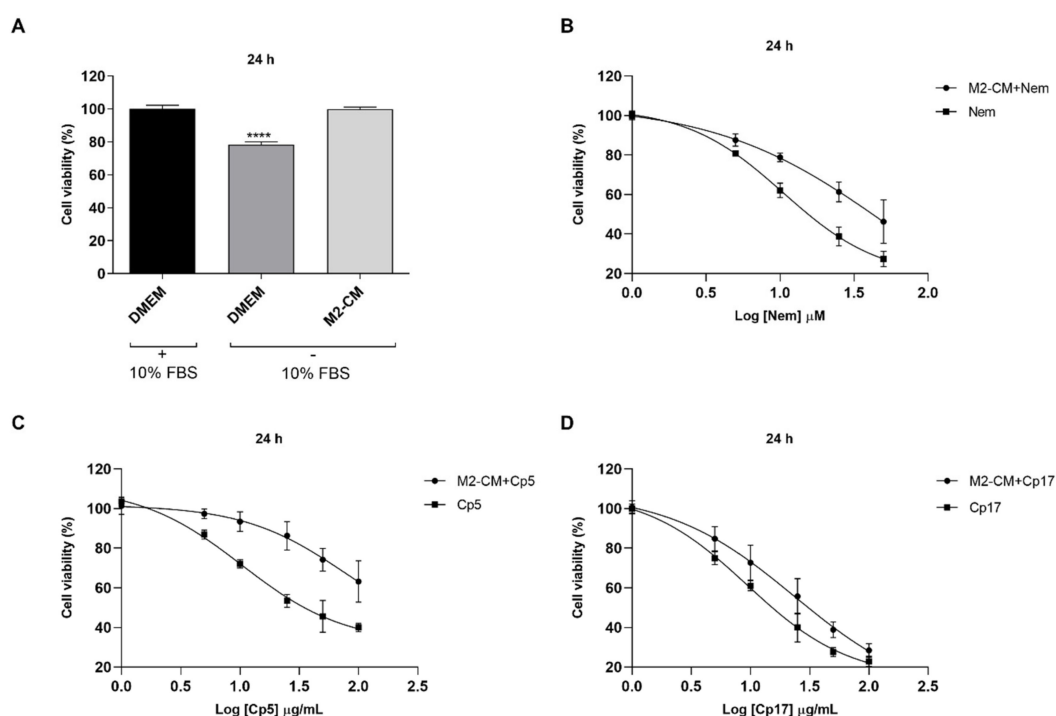 A
24 h
Cell viability (%)
120
100
80
60
40
20
0
****
DMEM
DMEM
M2-CM
+
-
10% FBS
10% FBS
B
24 h
Cell viability (%)
120
100
80
60
40
20
0.0 0.5 1.0 1.5 2.0
Log [Nem] μM
M2-CM+Nem
Nem
C
24 h
Cell viability (%)
120
100
80
60
40
20
0.0 0.5 1.0 1.5 2.0 2.5
Log [Cp5] μg/mL
M2-CM+Cp5
Cp5
D
24 h
Cell viability (%)
120
100
80
60
40
20
0.0 0.5 1.0 1.5 2.0 2.5
Log [Cp17] μg/mL
M2-CM+Cp17
Cp17